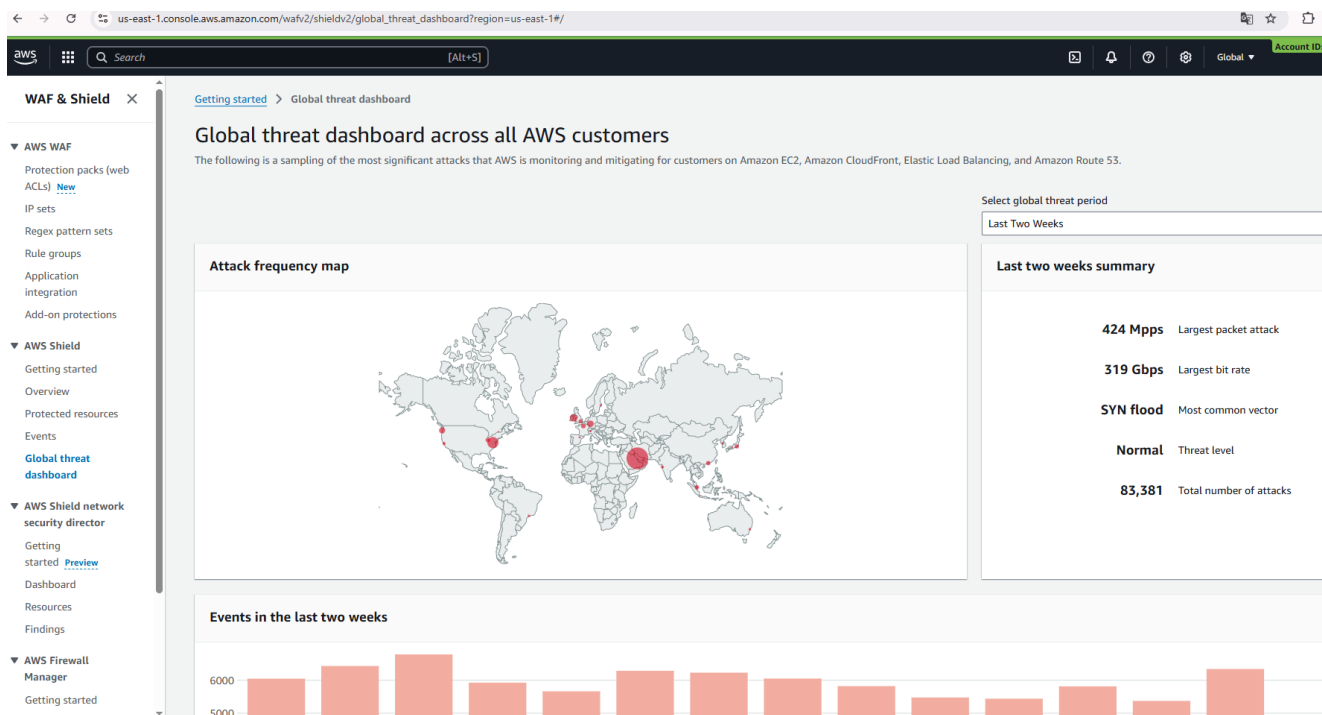 us-east-1.console.aws.amazon.com/wafv2/shieldv2/global_threat_dashboard?region=us-east-1#/
aws
Search
[Alt+S]
Global
Account ID:
WAF & Shield
AWS WAF
Protection packs (web
ACLs) New
IP sets
Regex pattern sets
Rule groups
Application
integration
Add-on protections
AWS Shield
Getting started
Overview
Protected resources
Events
Global threat
dashboard
AWS Shield network
security director
Getting
started Preview
Dashboard
Resources
Findings
AWS Firewall
Manager
Getting started
Getting started > Global threat dashboard
Global threat dashboard across all AWS customers
The following is a sampling of the most significant attacks that AWS is monitoring and mitigating for customers on Amazon EC2, Amazon CloudFront, Elastic Load Balancing, and Amazon Route 53.
Select global threat period
Last Two Weeks
Attack frequency map
Last two weeks summary
424 Mpps Largest packet attack
319 Gbps Largest bit rate
SYN flood Most common vector
Normal Threat level
83,381 Total number of attacks
Events in the last two weeks
6000
5000